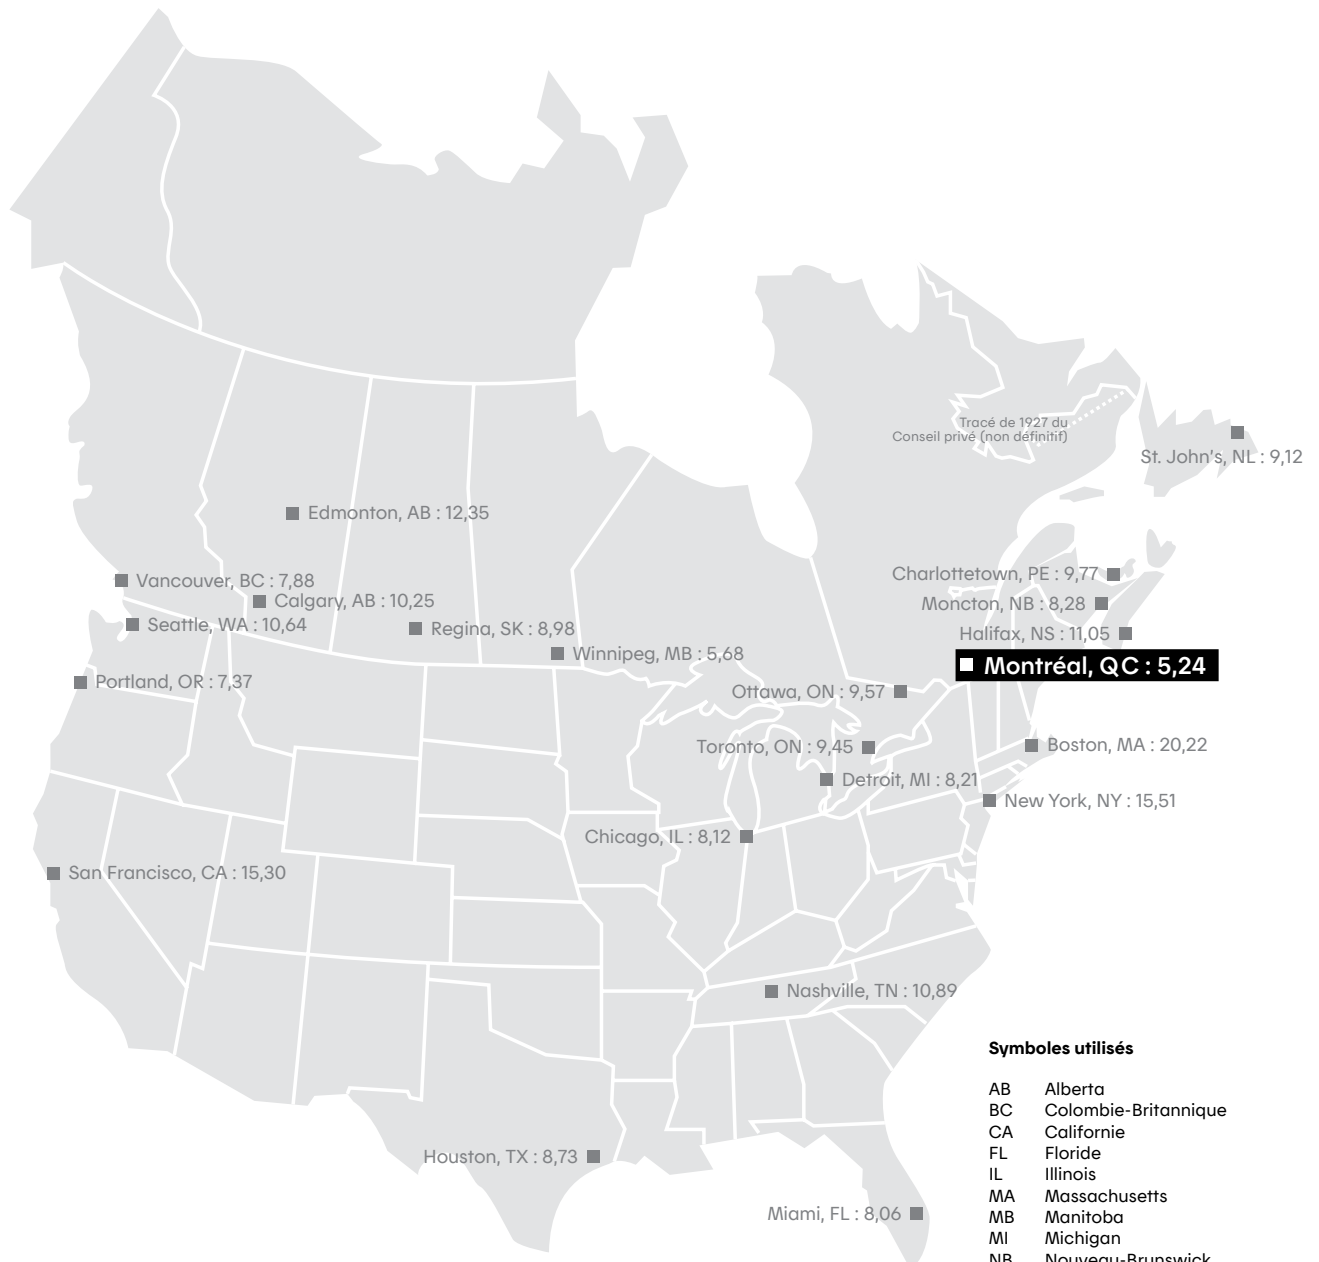 Tracé de 1927 du
Conseil privé (non définitif)
St. John's, NL : 9,12
Edmonton, AB : 12,35
Vancouver, BC : 7,88
Charlottetown, PE : 9,77
Calgary, AB : 10,25
Moncton, NB : 8,28
Seattle, WA : 10,64
Regina, SK : 8,98
Halifax, NS : 11,05
Winnipeg, MB : 5,68
Montréal, QC : 5,24
Portland, OR : 7,37
Ottawa, ON : 9,57
Toronto, ON : 9,45
Boston, MA : 20,22
Detroit, MI : 8,21
New York, NY : 15,51
Chicago, IL : 8,12
San Francisco, CA : 15,30
Nashville, TN : 10,89
Houston, TX : 8,73
Miami, FL : 8,06
Symboles utilisés
AB Alberta
BC Colombie-Britannique
CA Californie
FL Floride
IL Illinois
MA Massachusetts
MB Manitoba
MI Michigan
NB Nouveau-Brunswick